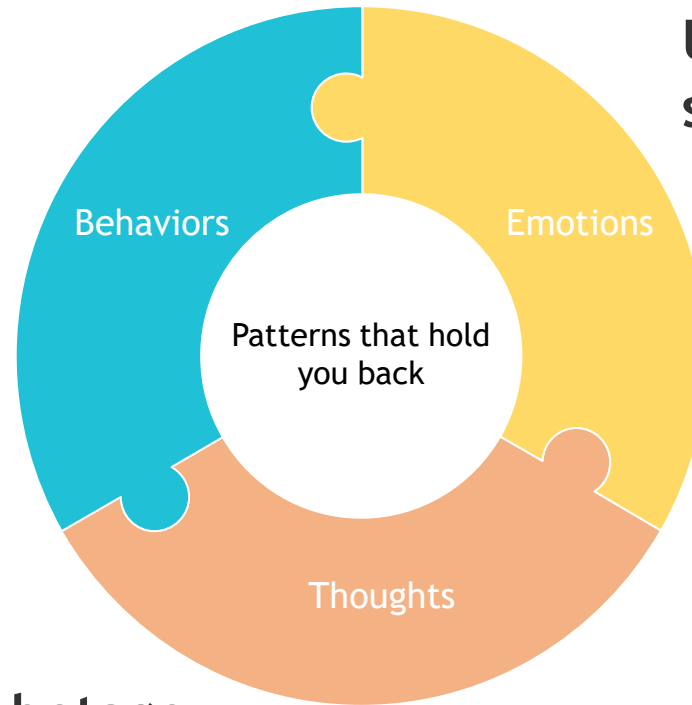 Behaviors
Emotions
Patterns that hold
you back
Thoughts